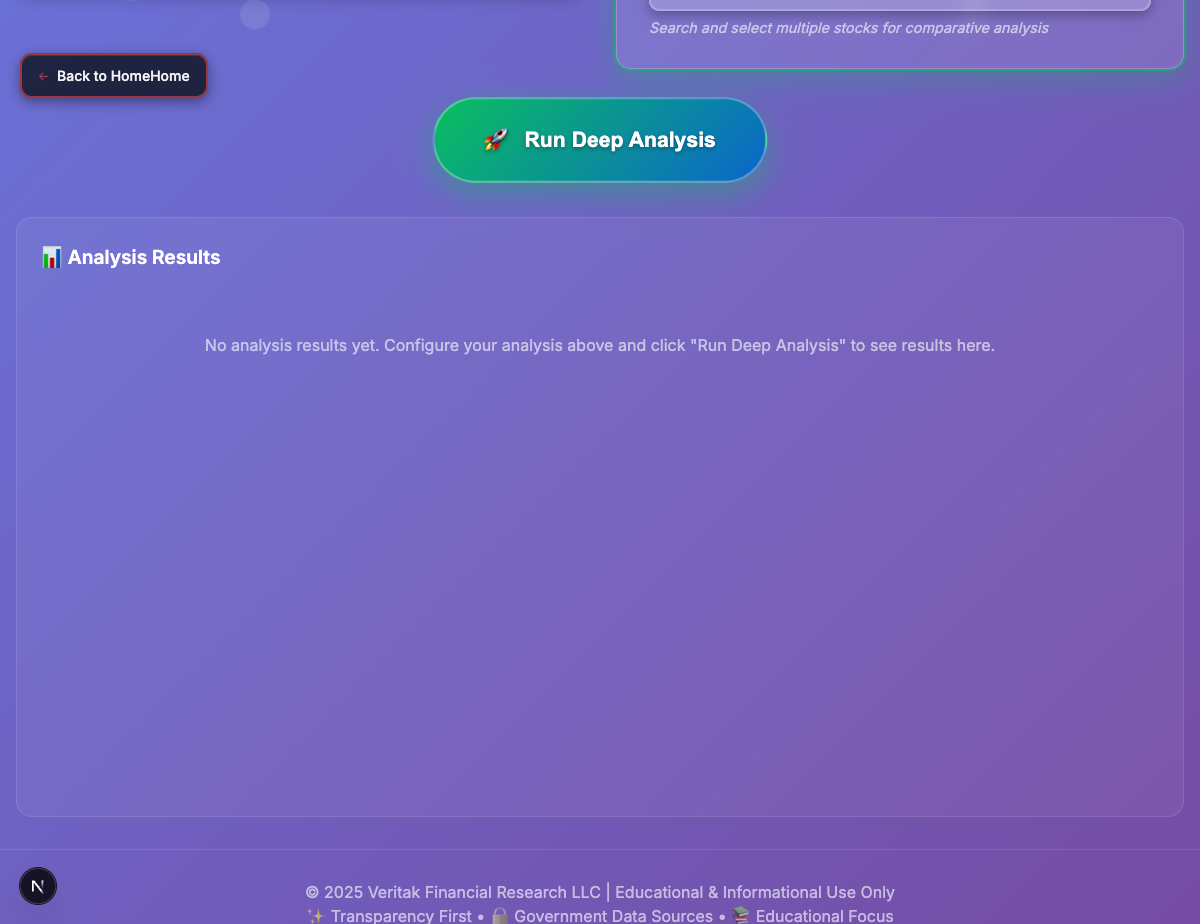 Search and select multiple stocks for comparative analysis
← Back to HomeHome
🚀 Run Deep Analysis
📊 Analysis Results
No analysis results yet. Configure your analysis above and click "Run Deep Analysis" to see results here.
N
© 2025 Veritak Financial Research LLC | Educational & Informational Use Only
✨ Transparency First • 🔒 Government Data Sources • 📚 Educational Focus